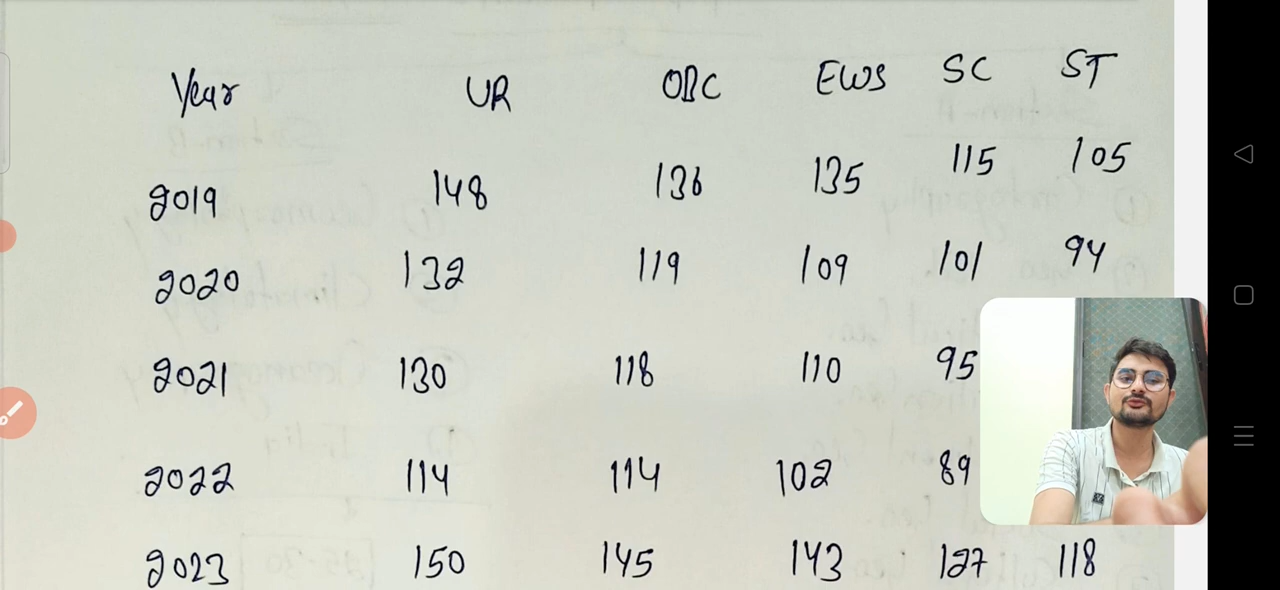 Year UR OBC EWS SC ST
2019 148 136 135 115 105
2020 132 119 109 101 94
2021 130 118 110 95
2022 114 114 102 89
2023 150 145 143 127 118